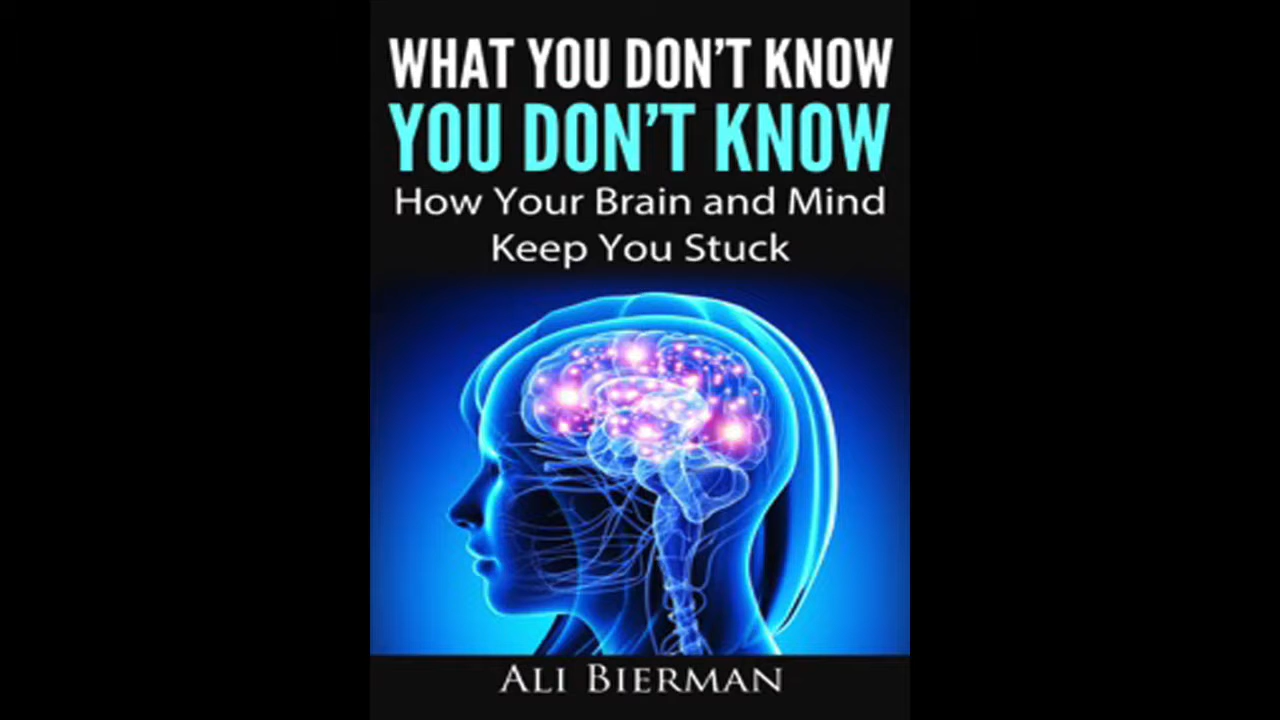 WHAT YOU DON'T KNOW
YOU DON'T KNOW
How Your Brain and Mind
Keep You Stuck
ALI BIERMAN